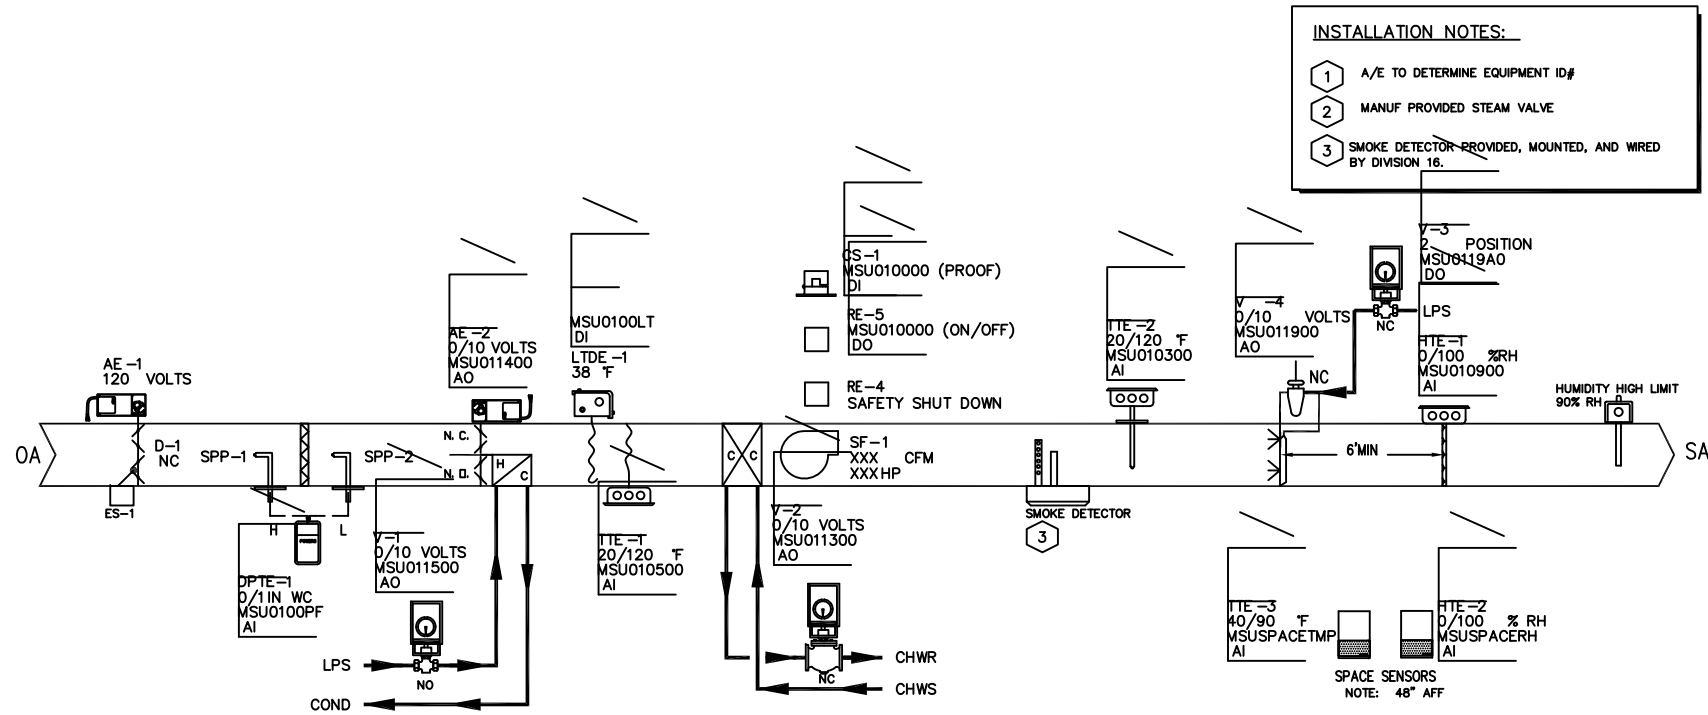 INSTALLATION NOTES:
1 A/E TO DETERMINE EQUIPMENT ID#
2 MANUF PROVIDED STEAM VALVE
3 SMOKE DETECTOR PROVIDED, MOUNTED, AND WIRED
BY DIVISION 16.
V-3
2 POSITION
MSU0119AO
DO
LPS
NC
CS-1
MSU010000 (PROOF)
DI
RE-5
MSU010000 (ON/OFF)
DO
RE-4
SAFETY SHUT DOWN
MSU0100LT
DI
LTDE-1
38 °F
AE-2
0/10 VOLTS
MSU011400
AO
AE-1
120 VOLTS
TTE-2
20/120 °F
MSU010300
AI
V-4
0/10 VOLTS
MSU011900
AO
NC
HTE-1
0/100 %RH
MSU010900
AI
HUMIDITY HIGH LIMIT
90% RH
OA
D-1
NC
SPP-1
SPP-2
N.C.
N.O.
H
C
C C
SF-1
XXX CFM
XXXHP
6'MIN
SA
ES-1
H
L
DPTE-1
0/1IN WC
MSU0100PF
AI
V-1
0/10 VOLTS
MSU011500
AO
TTE-1
20/120 °F
MSU010500
AI
V-2
0/10 VOLTS
MSU011300
AO
SMOKE DETECTOR
3
TTE-3
40/90 °F
MSUSPACETMP
AI
HTE-2
0/100 % RH
MSUSPACERH
AI
SPACE SENSORS
NOTE: 48" AFF
LPS
NO
COND
NC
CHWR
CHWS